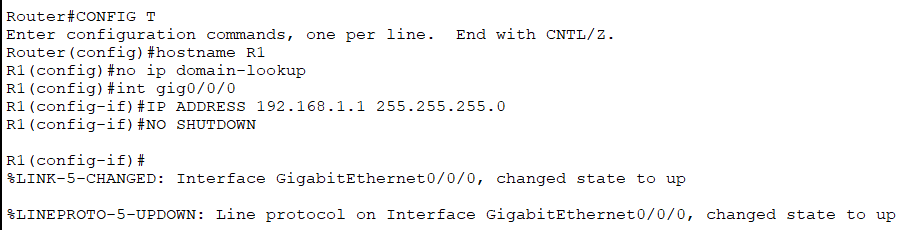 Router#CONFIG T
Enter configuration commands, one per line.  End with CNTL/Z.
Router(config)#hostname R1
R1(config)#no ip domain-lookup
R1(config)#int gig0/0/0
R1(config-if)#IP ADDRESS 192.168.1.1 255.255.255.0
R1(config-if)#NO SHUTDOWN
R1(config-if)#
%LINK-5-CHANGED: Interface GigabitEthernet0/0/0, changed state to up
%LINEPROTO-5-UPDOWN: Line protocol on Interface GigabitEthernet0/0/0, changed state to up